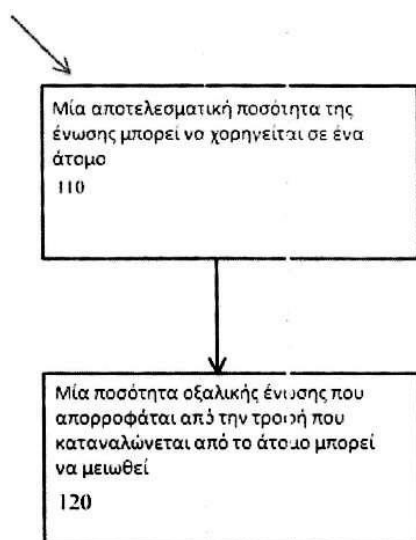 Μία αποτελεσματική ποσότητα της
ένωσης μπορεί να χορηγείται σε ένα
άτομο
110
Μία ποσότητα οξαλικής ένωσης που
απορροφάται από την τροφή που
καταναλώνεται από το άτομο μπορεί
να μειωθεί
120